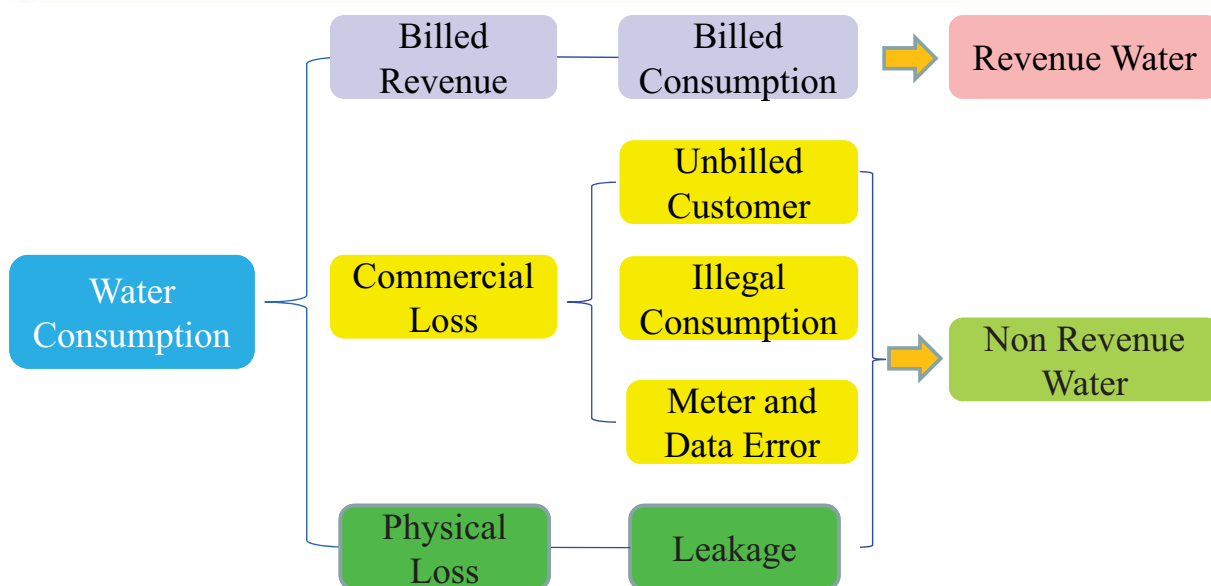 Billed
Revenue
Billed
Consumption
Revenue Water
Unbilled
Customer
Water
Consumption
Commercial
Loss
Illegal
Consumption
Non Revenue
Water
Meter and
Data Error
Physical
Loss
Leakage